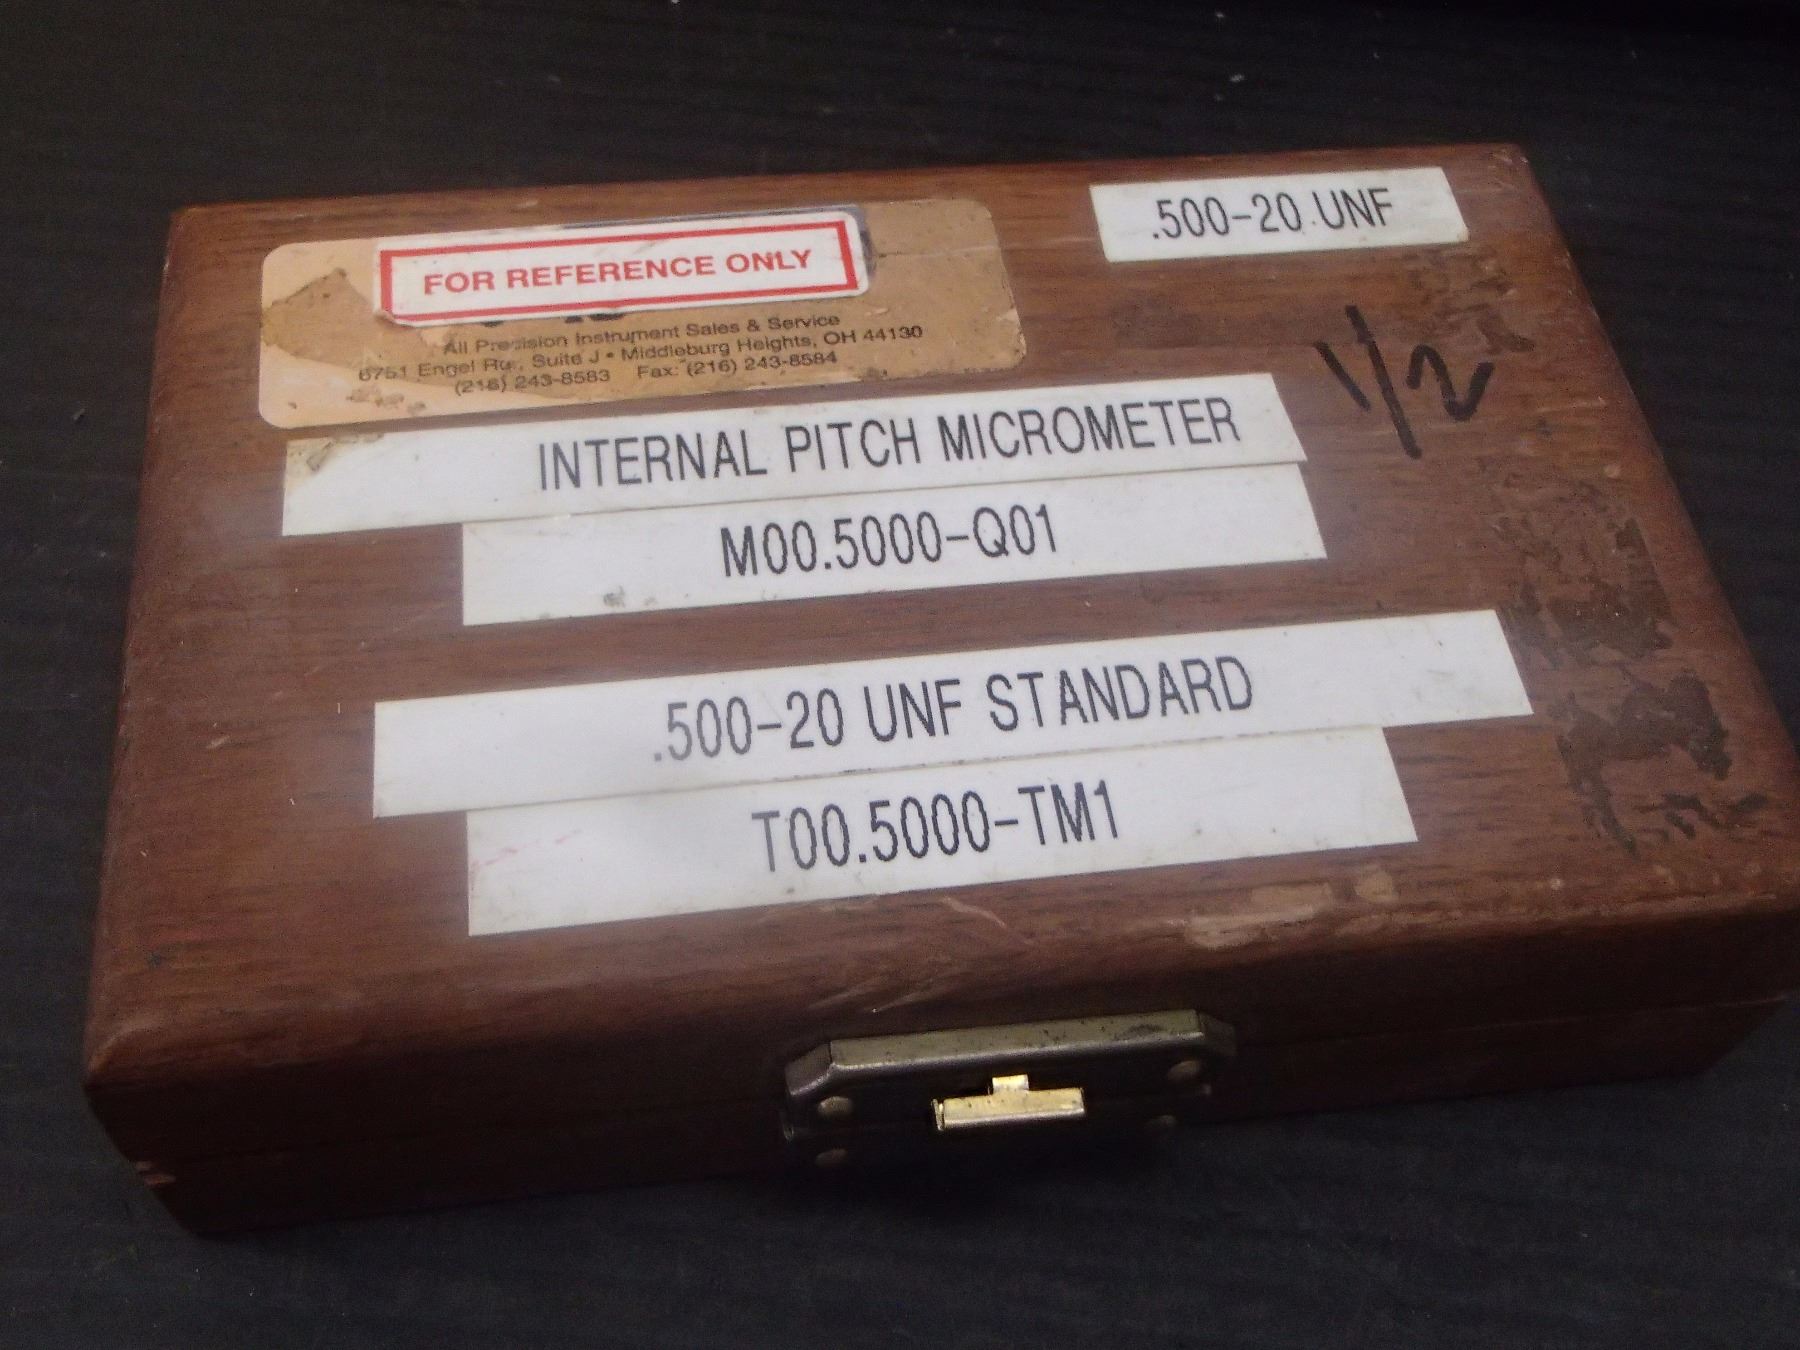 FOR REFERENCE ONLY
.500-20 UNF
All Precision Instrument Sales & Service
6751 Engel Rd., Suite J • Middleburg Heights, OH 44130
(216) 243-8583 Fax: (216) 243-8584
1/2
INTERNAL PITCH MICROMETER
M00.5000-Q01
.500-20 UNF STANDARD
T00.5000-TM1